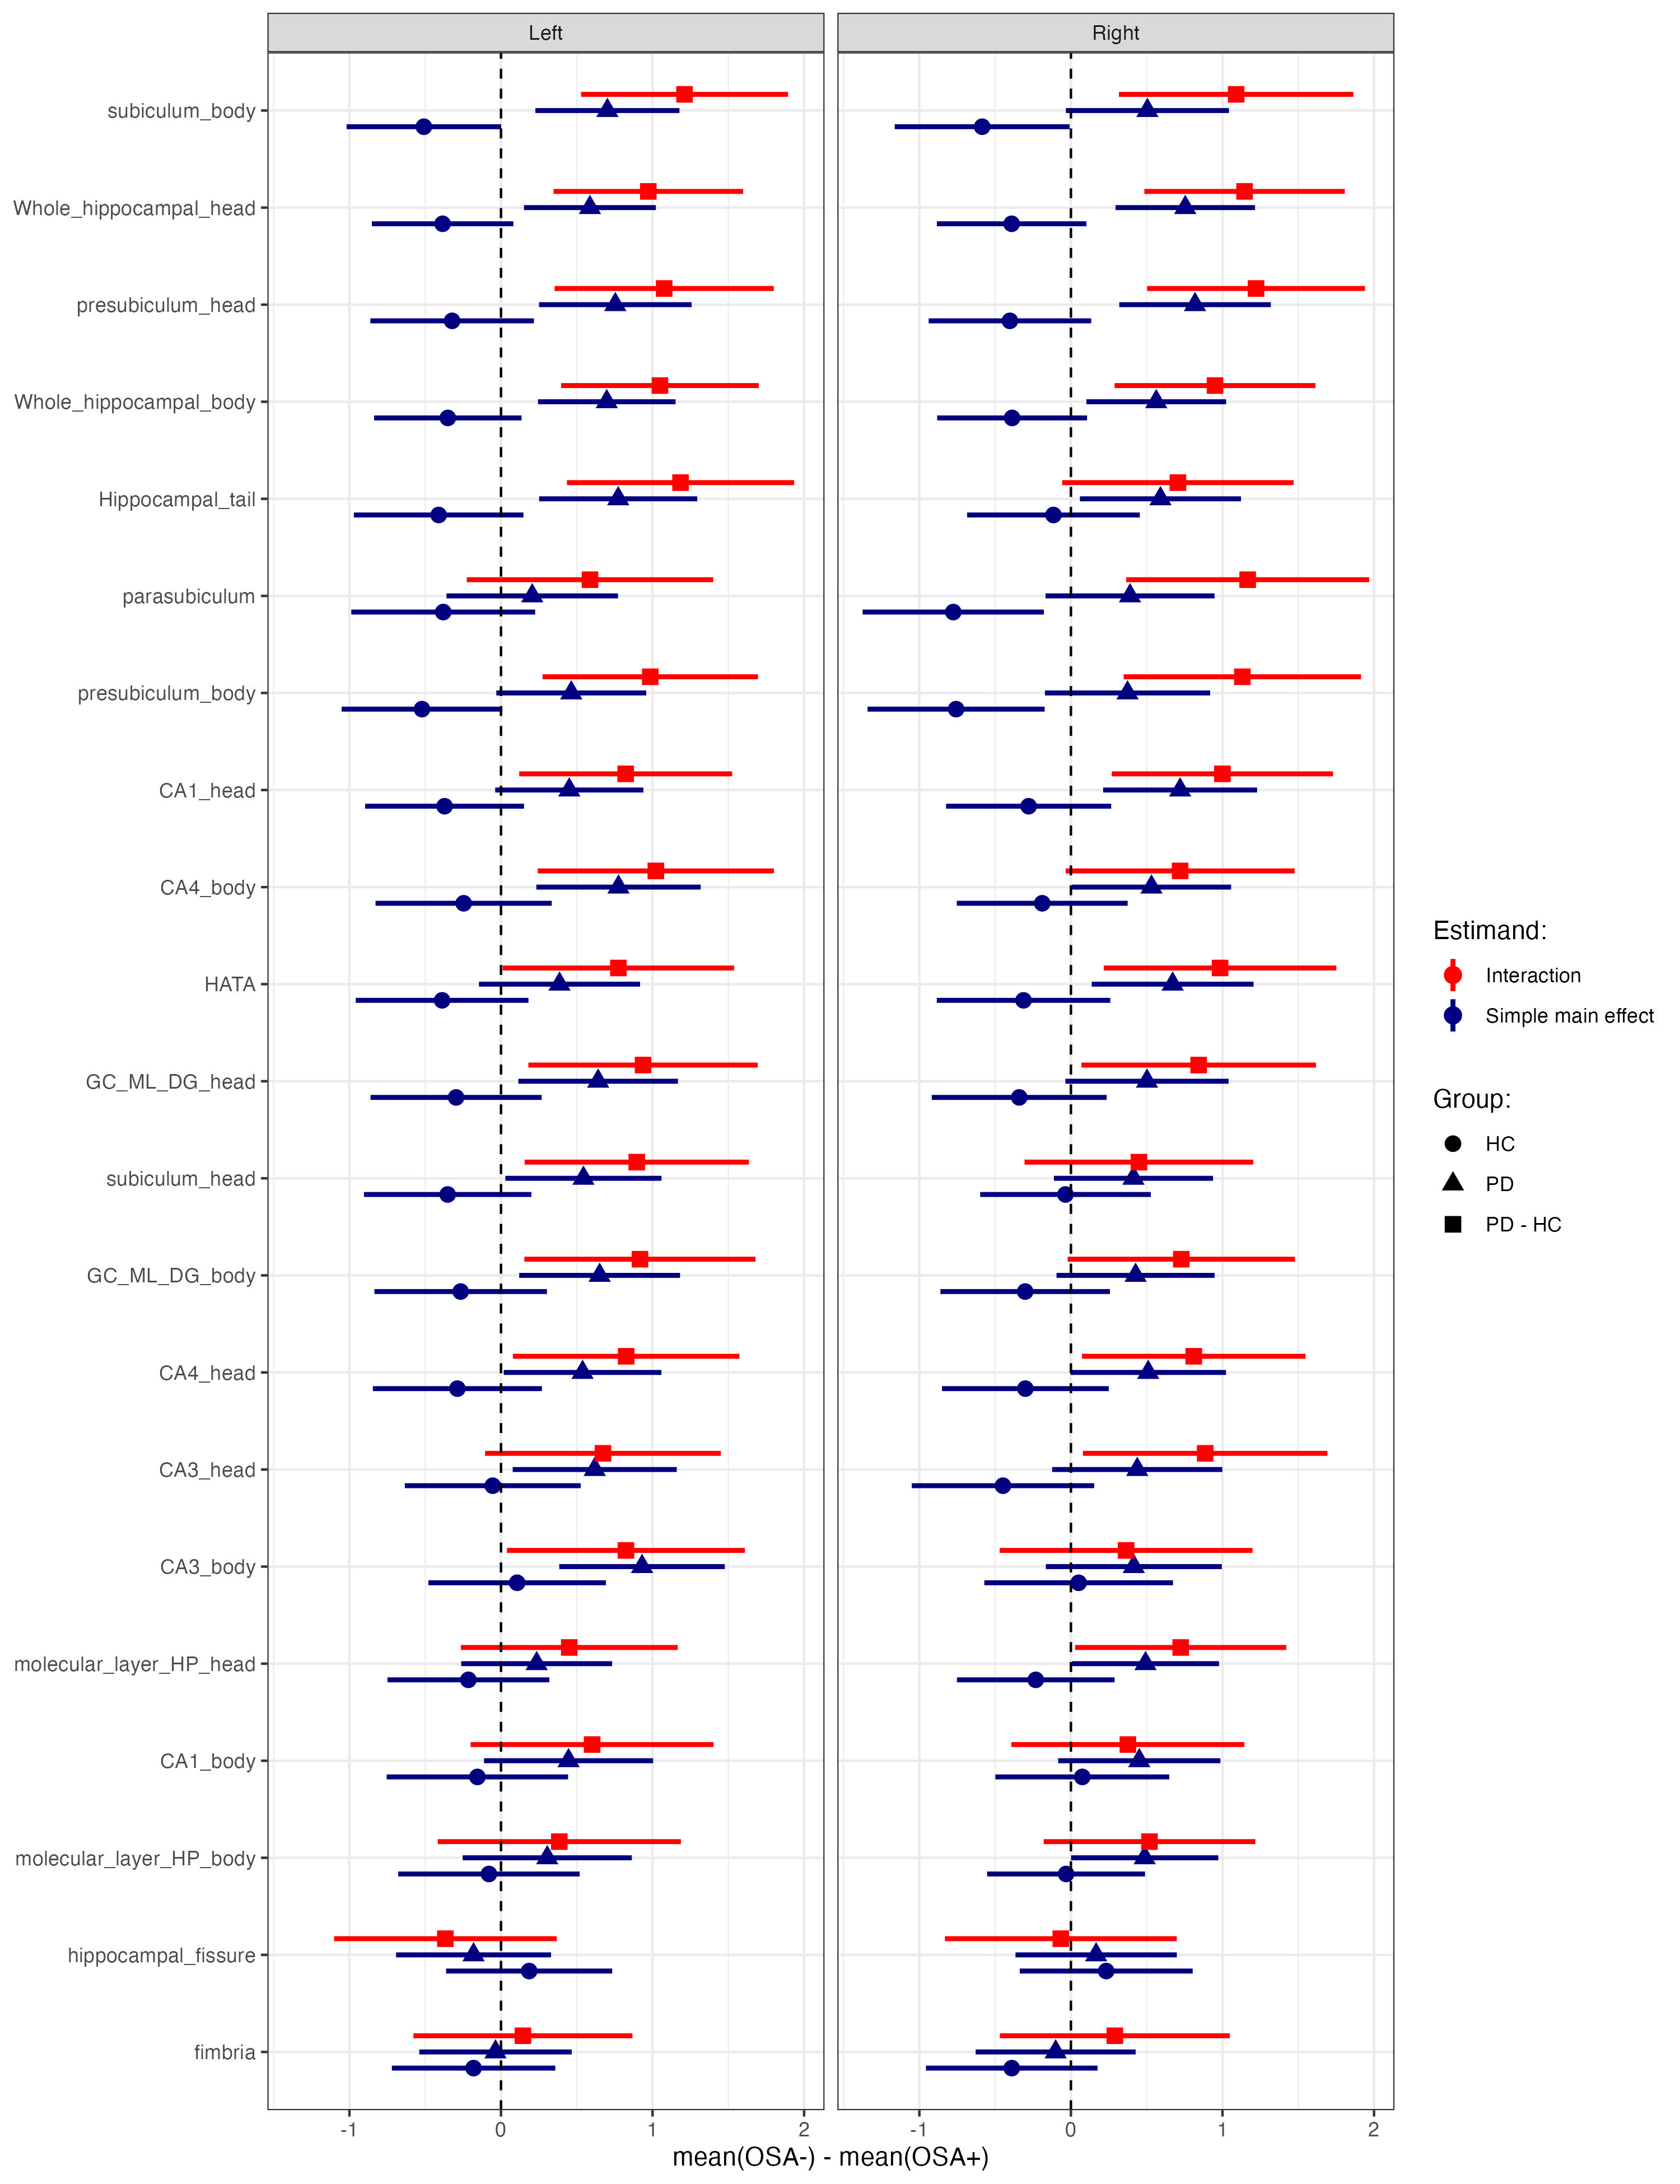 Left
Right
subiculum_body
Whole_hippocampal_head
presubiculum_head
Whole_hippocampal_body
Hippocampal_tail
parasubiculum
presubiculum_body
CA1_head
CA4_body
HATA
GC_ML_DG_head
subiculum_head
GC_ML_DG_body
CA4_head
CA3_head
CA3_body
molecular_layer_HP_head
CA1_body
molecular_layer_HP_body
hippocampal_fissure
fimbria
-1 0 1 2
-1 0 1 2
mean(OSA-) - mean(OSA+)
Estimand:
Interaction
Simple main effect
Group:
HC
PD
PD - HC